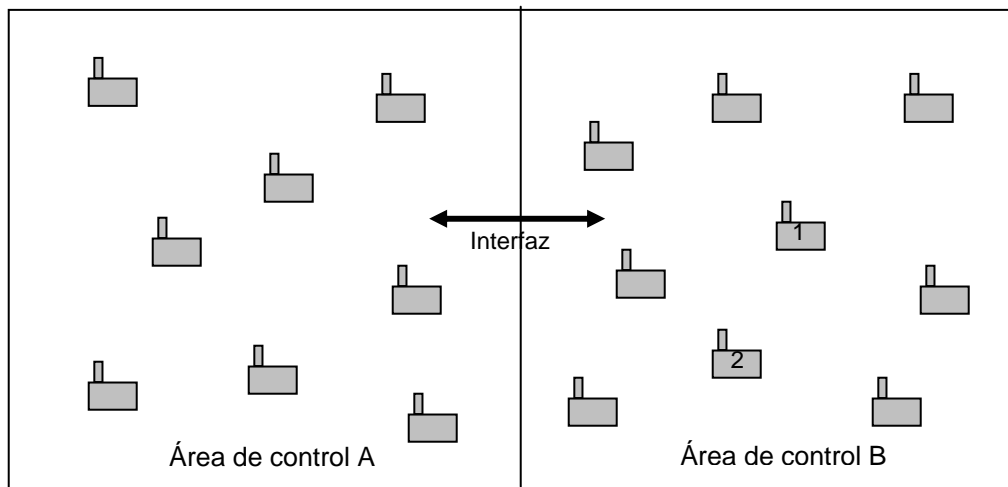 1
Interfaz
2
Área de control A
Área de control B